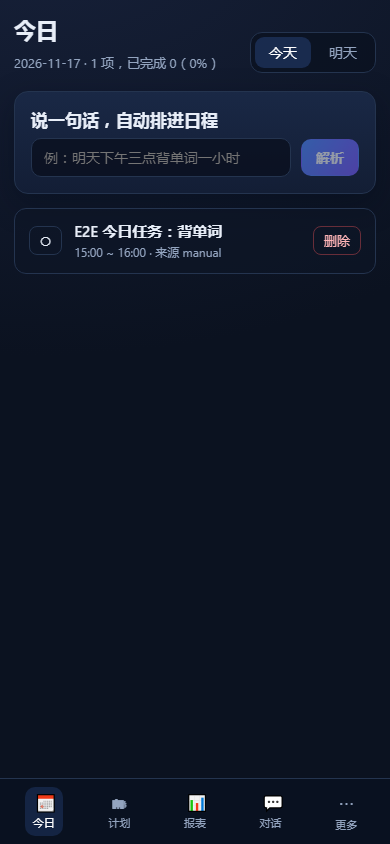 今日
2026-11-17 · 1 项，已完成 0（0%）
今天
明天
说一句话，自动排进日程
例：明天下午三点背单词一小时
解析
E2E 今日任务：背单词
15:00 ~ 16:00 · 来源 manual
删除
今日
计划
报表
对话
更多